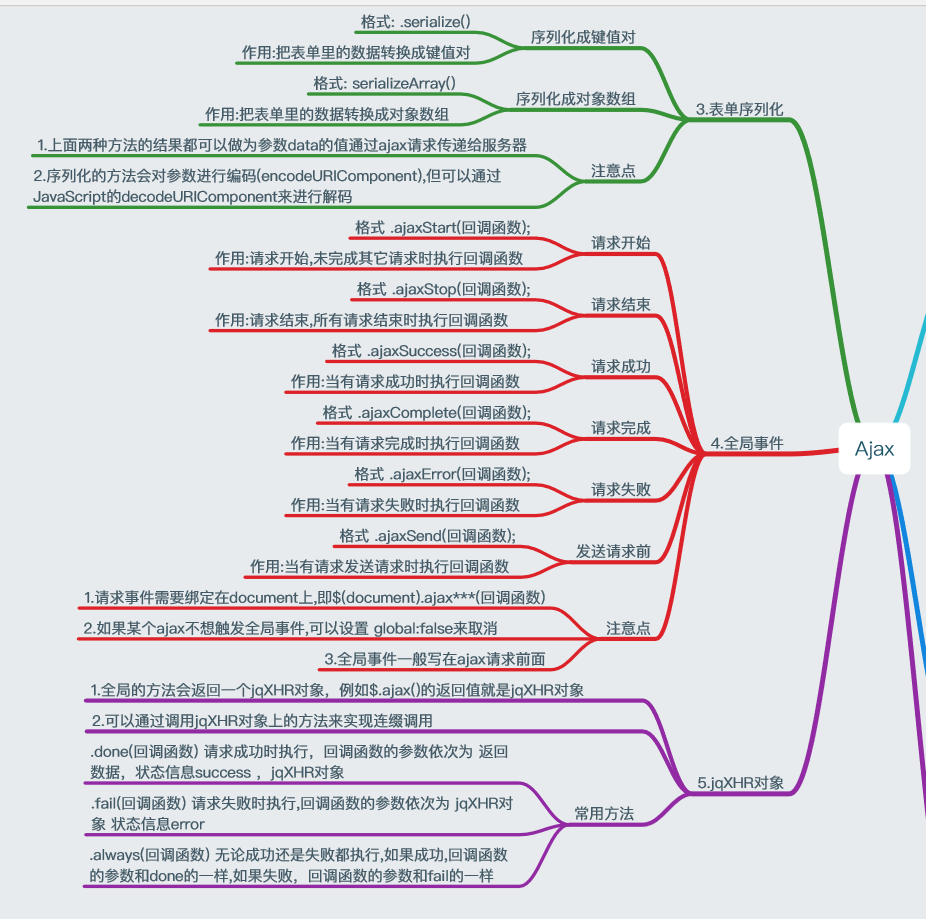 格式: .serialize()
序列化成键值对
作用:把表单里的数据转换成键值对
格式: serializeArray()
序列化成对象数组
3.表单序列化
作用:把表单里的数据转换成对象数组
1.上面两种方法的结果都可以做为参数data的值通过ajax请求传递给服务器
注意点
2.序列化的方法会对参数进行编码(encodeURIComponent),但可以通过
JavaScript的decodeURIComponent来进行解码
格式 .ajaxStart(回调函数);
请求开始
作用:请求开始,未完成其它请求时执行回调函数
格式 .ajaxStop(回调函数);
请求结束
作用:请求结束,所有请求结束时执行回调函数
格式 .ajaxSuccess(回调函数);
请求成功
作用:当有请求成功时执行回调函数
格式 .ajaxComplete(回调函数);
请求完成
4.全局事件
Ajax
作用:当有请求完成时执行回调函数
格式 .ajaxError(回调函数);
请求失败
作用:当有请求失败时执行回调函数
格式 .ajaxSend(回调函数);
发送请求前
作用:当有请求发送请求时执行回调函数
1.请求事件需要绑定在document上,即$(document).ajax***(回调函数)
2.如果某个ajax不想触发全局事件,可以设置 global:false来取消
注意点
3.全局事件一般写在ajax请求前面
1.全局的方法会返回一个jqXHR对象，例如$.ajax()的返回值就是jqXHR对象
2.可以通过调用jqXHR对象上的方法来实现连缀调用
.done(回调函数) 请求成功时执行，回调函数的参数依次为 返回
数据，状态信息success ，jqXHR对象
5.jqXHR对象
.fail(回调函数) 请求失败时执行,回调函数的参数依次为 jqXHR对
象 状态信息error
常用方法
.always(回调函数) 无论成功还是失败都执行,如果成功,回调函数
的参数和done的一样,如果失败，回调函数的参数和fail的一样